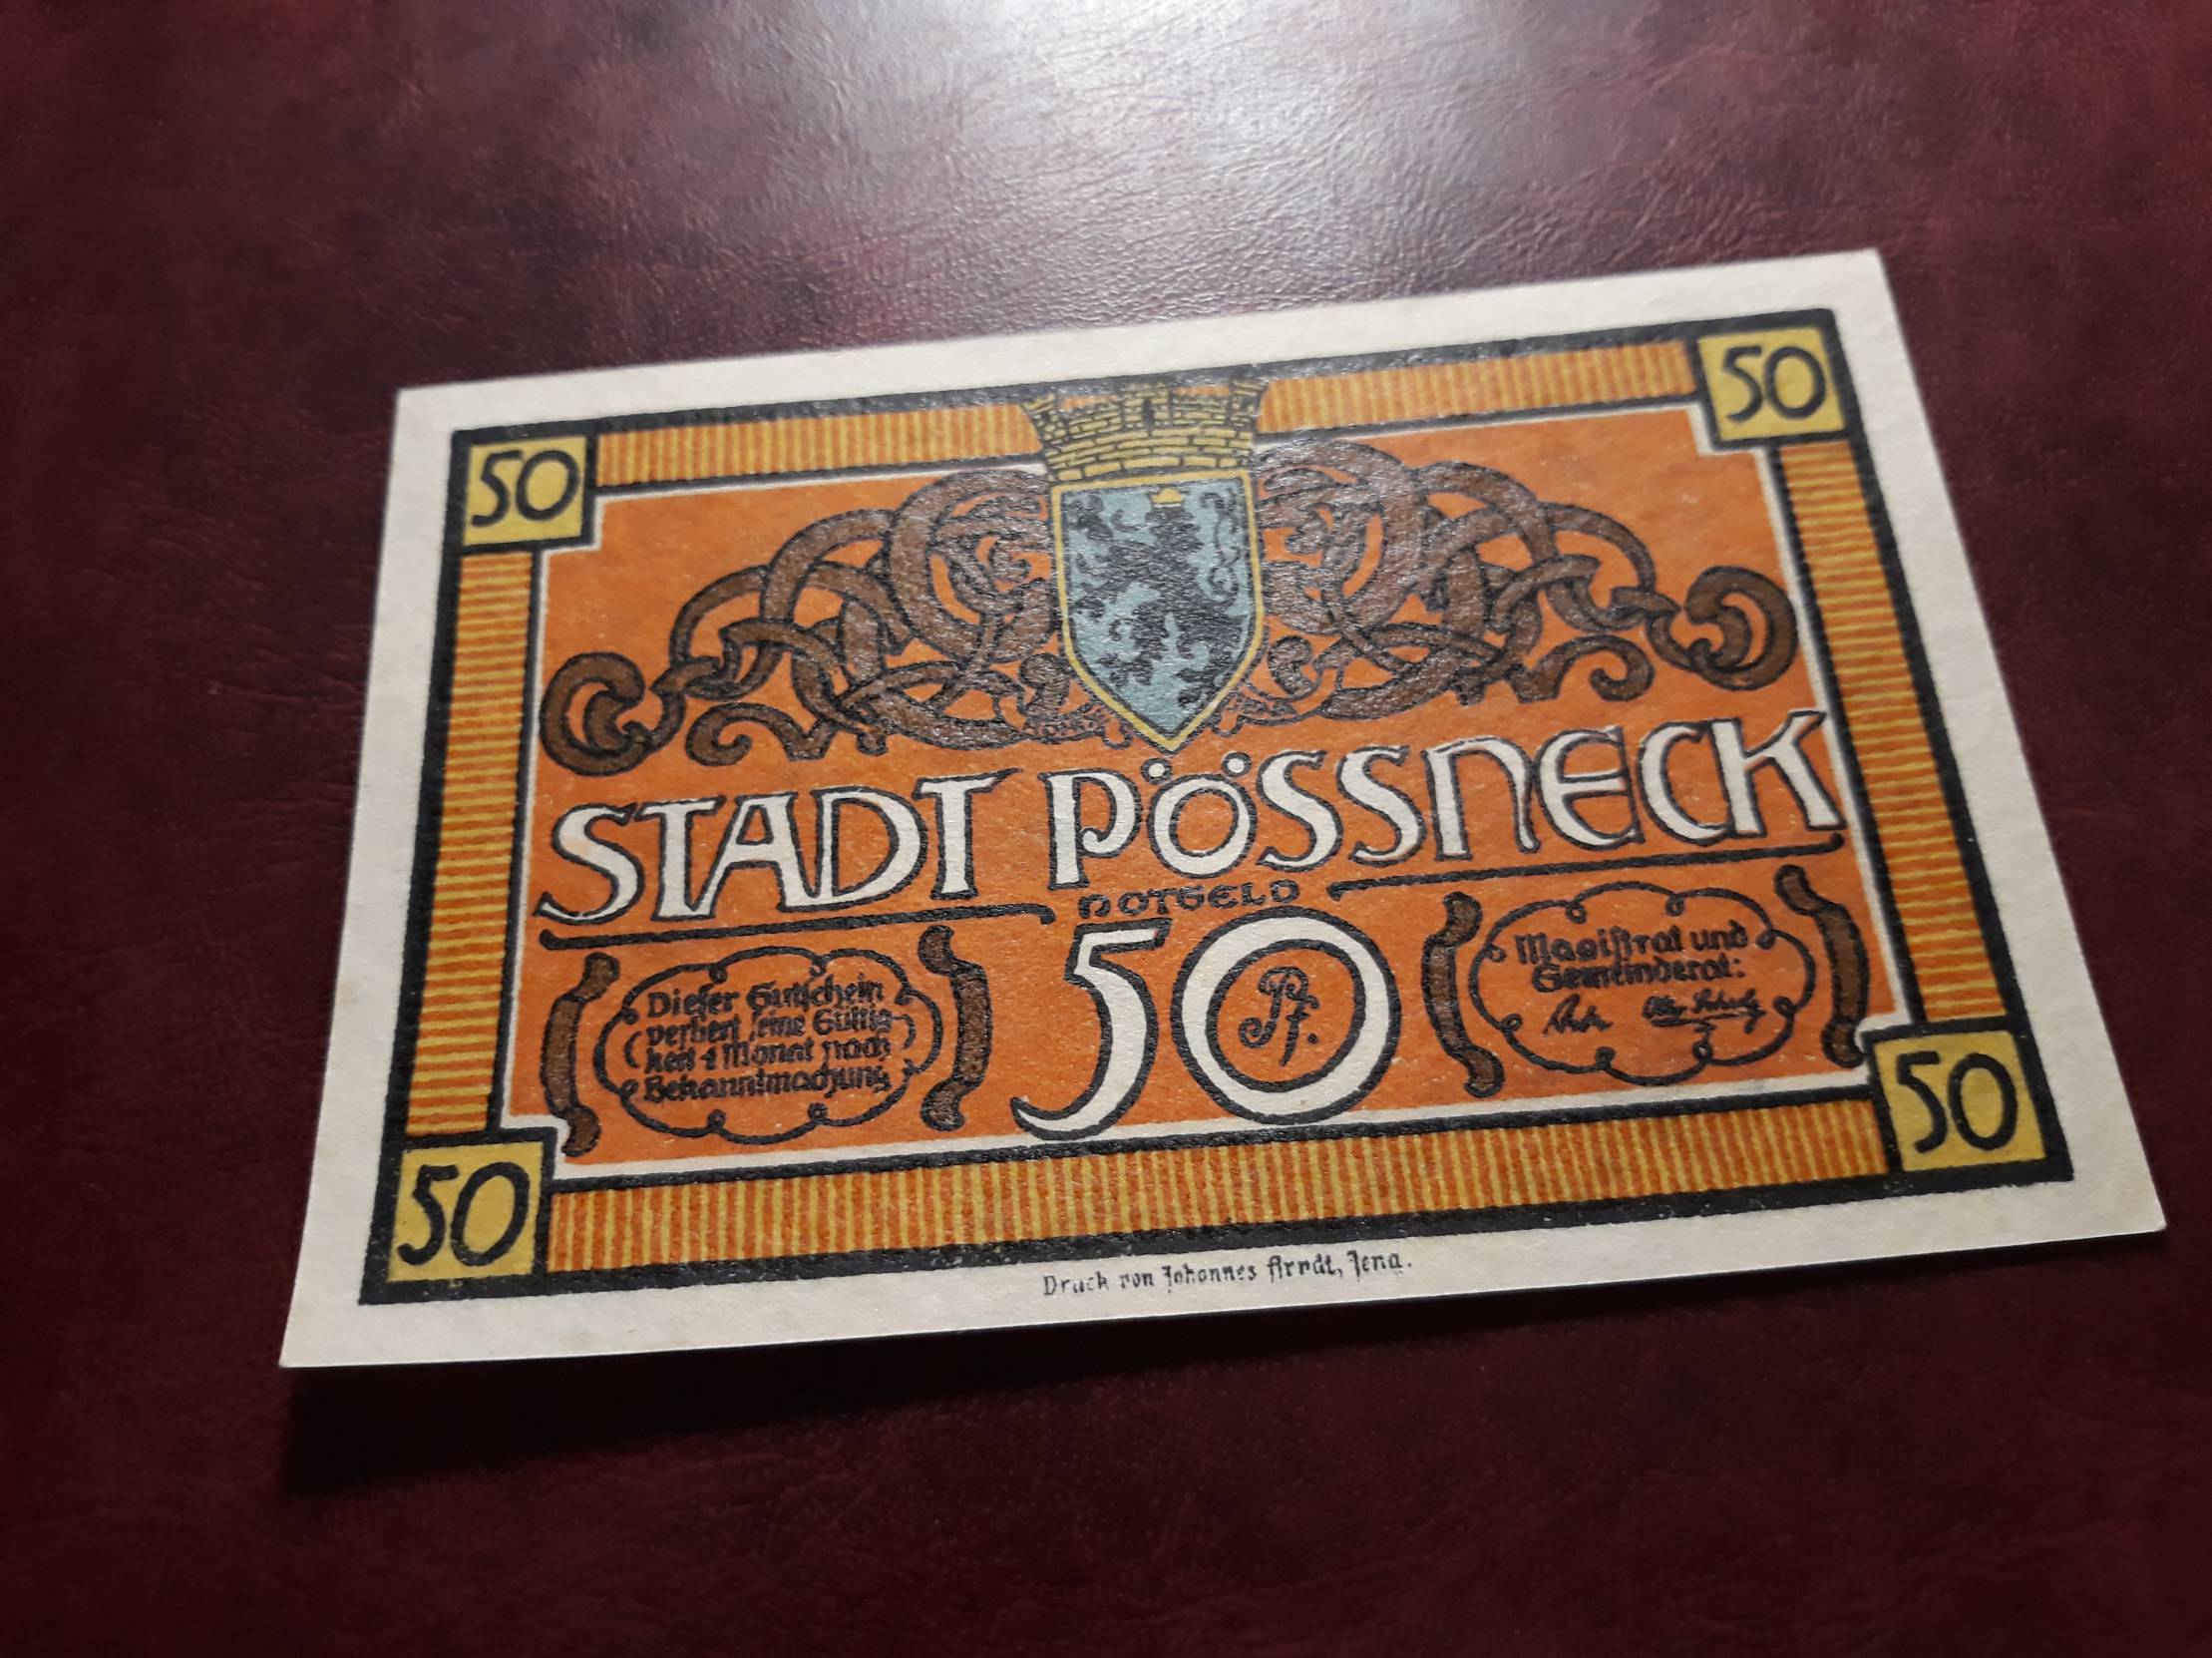 50
50
STADT PÖSSNECK
NOTGELD
50
Pf.
Dieser Gutschein
verliert seine Gültig-
keit 1 Monat nach
Bekanntmachung
Magistrat und
Gemeinderat:
50
50
Druck von Johannes Arndt, Jena.